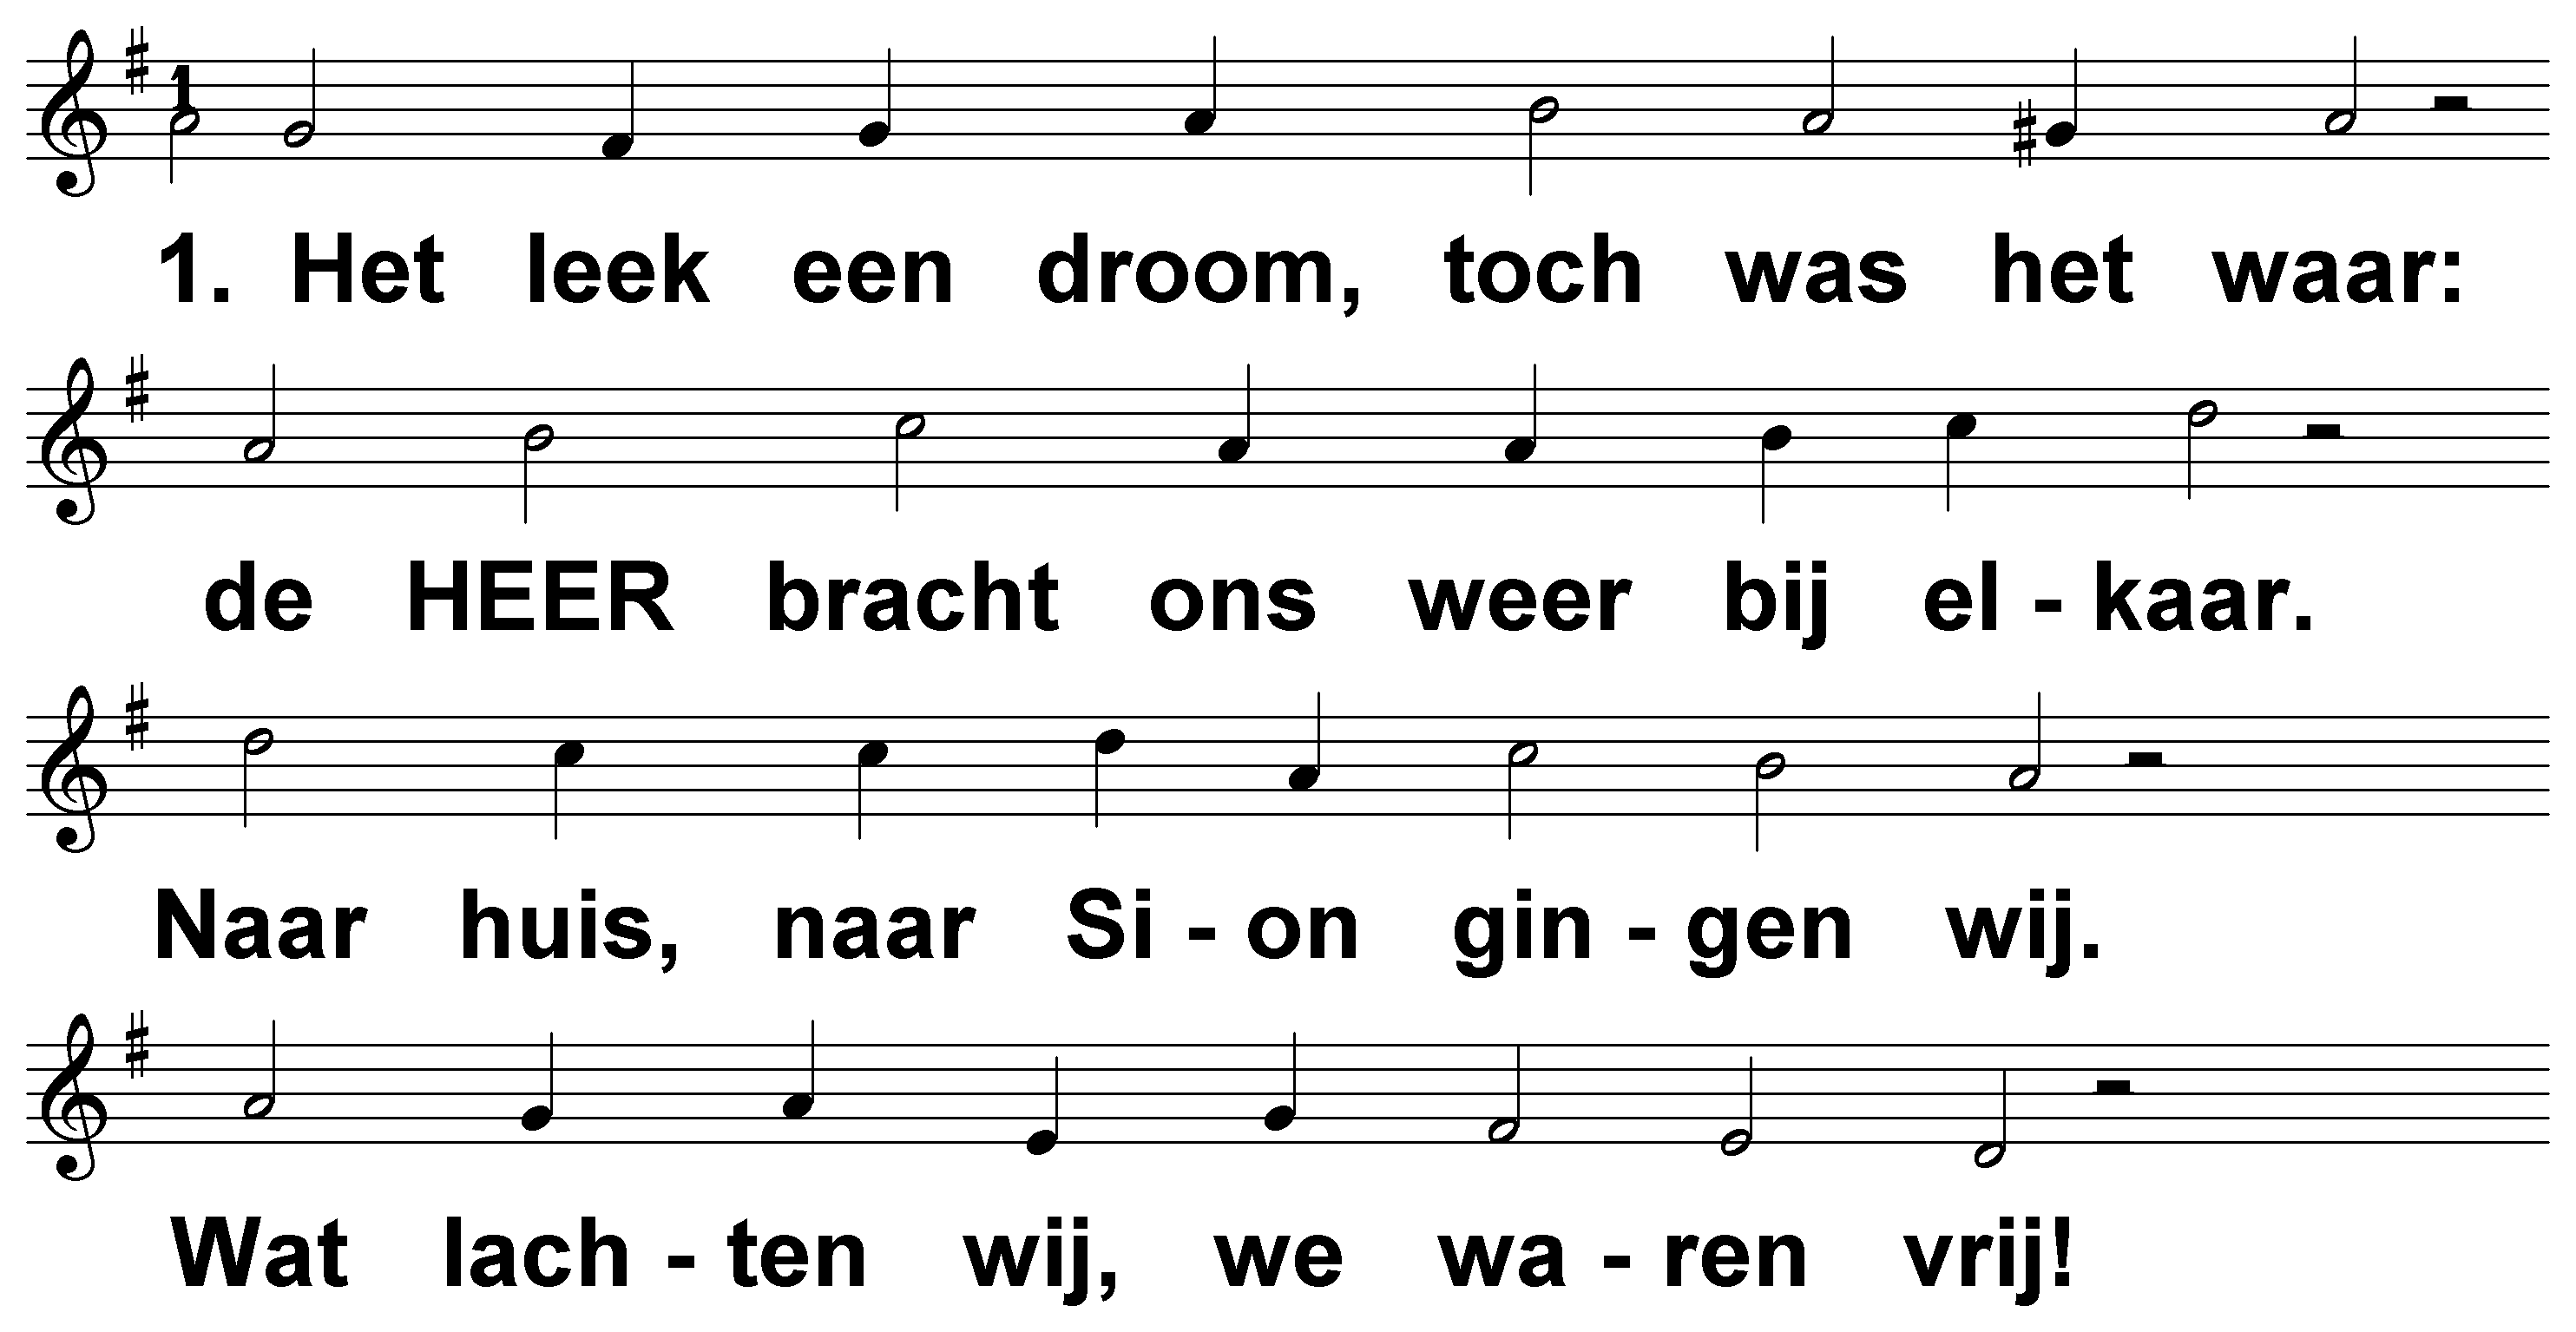 1. Het leek een droom, toch was het waar:
de HEER bracht ons weer bij el - kaar.
Naar huis, naar Si - on gin - gen wij.
Wat lach - ten wij, we wa - ren vrij!